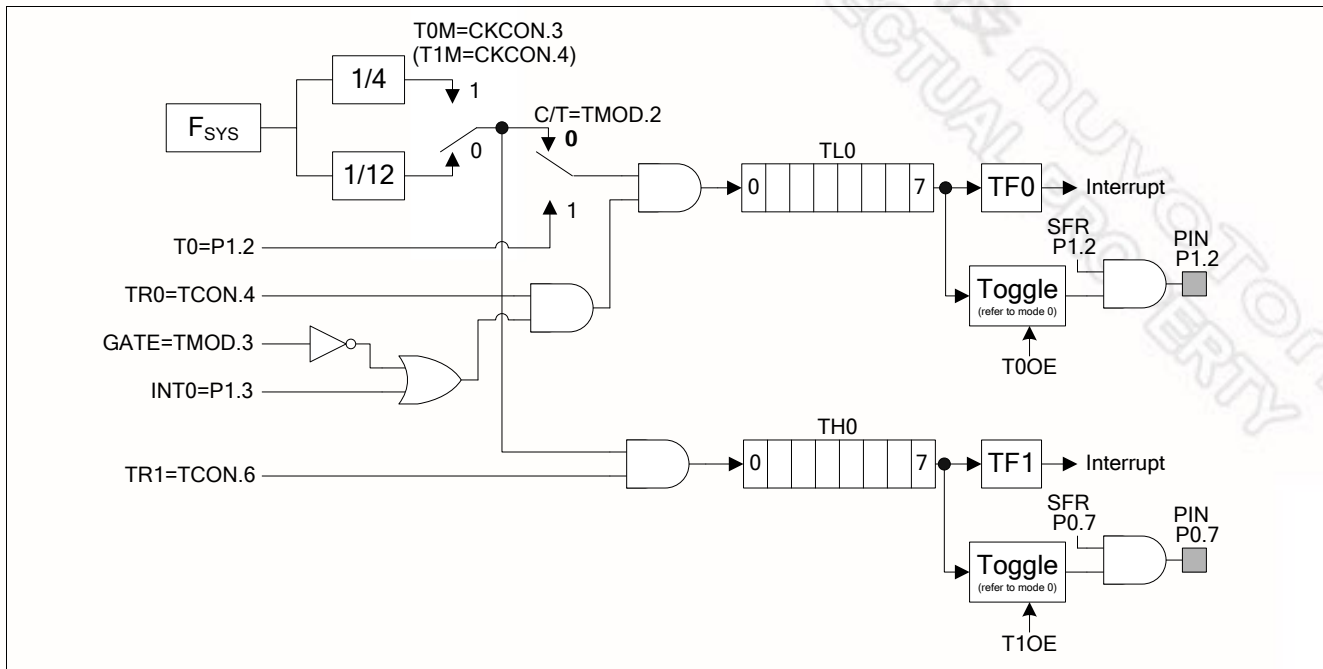 T0M=CKCON.3
(T1M=CKCON.4)
1/4
1
C/T=TMOD.2
FSYS
0
0
1/12
1
TL0
0 7
TF0
Interrupt
T0=P1.2
SFR
P1.2
PIN
P1.2
TR0=TCON.4
Toggle
(refer to mode 0)
GATE=TMOD.3
T0OE
INT0=P1.3
TH0
0 7
TF1
Interrupt
TR1=TCON.6
SFR
P0.7
PIN
P0.7
Toggle
(refer to mode 0)
T1OE
nuvoTon
ECTUAL PROPERTY